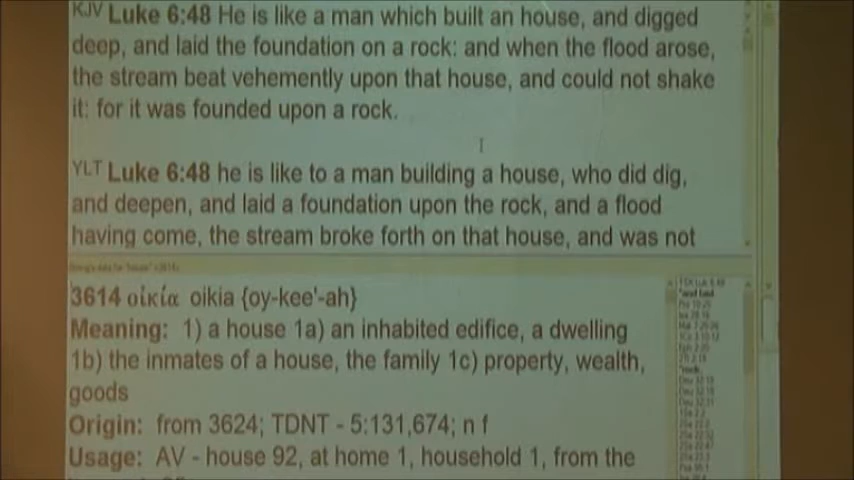 KJV Luke 6:48 He is like a man which built an house, and digged
deep, and laid the foundation on a rock: and when the flood arose,
the stream beat vehemently upon that house, and could not shake
it: for it was founded upon a rock.
YLT Luke 6:48 he is like to a man building a house, who did dig,
and deepen, and laid a foundation upon the rock, and a flood
having come, the stream broke forth on that house, and was not
3614 οἰκία oikia {oy-kee'-ah}
Meaning: 1) a house 1a) an inhabited edifice, a dwelling
1b) the inmates of a house, the family 1c) property, wealth,
goods
Origin: from 3624; TDNT - 5:131,674; n f
Usage: AV - house 92, at home 1, household 1, from the